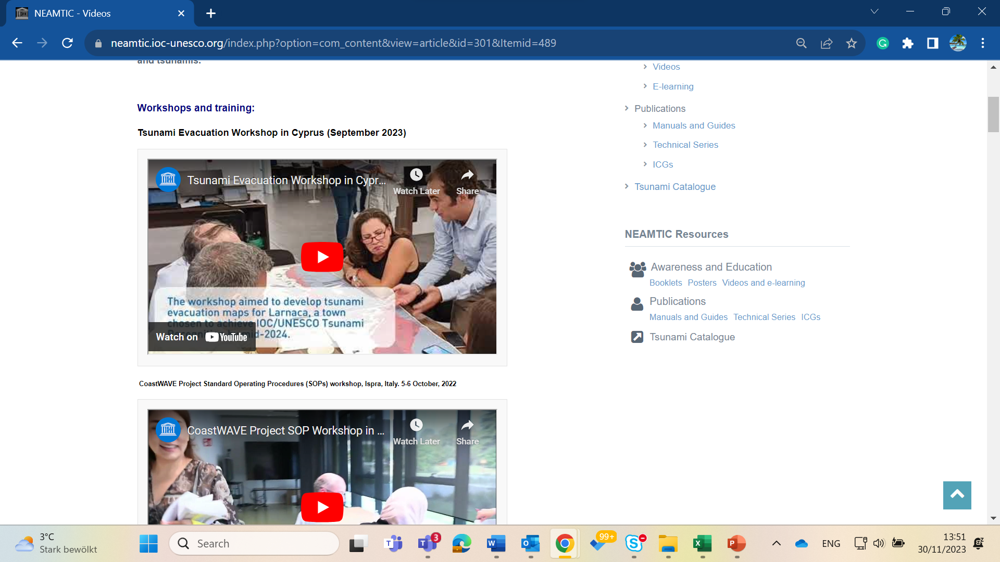 NEAMTIC - Videos
neamtic.ioc-unesco.org/index.php?option=com_content&view=article&id=301&Itemid=489
and tsunamis.
Workshops and training:
Tsunami Evacuation Workshop in Cyprus (September 2023)
Tsunami Evacuation Workshop in Cypr...
Watch Later
Share
The workshop aimed to develop tsunami
evacuation maps for Larnaca, a town
chosen to achieve IOC/UNESCO Tsunami
mid-2024.
Watch on YouTube
CoastWAVE Project Standard Operating Procedures (SOPs) workshop, Ispra, Italy. 5-6 October, 2022
CoastWAVE Project SOP Workshop in ...
Watch Later
Share
Videos
E-learning
Publications
Manuals and Guides
Technical Series
ICGs
Tsunami Catalogue
NEAMTIC Resources
Awareness and Education
Booklets Posters Videos and e-learning
Publications
Manuals and Guides Technical Series ICGs
Tsunami Catalogue
3°C
Stark bewölkt
Search
3
99+
ENG
13:51
30/11/2023